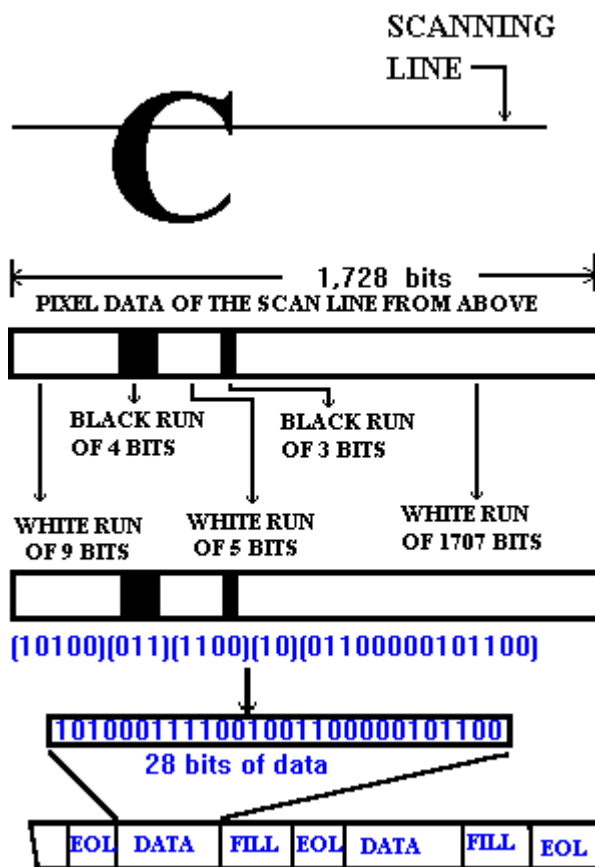 SCANNING
LINE
C
1,728 bits
PIXEL DATA OF THE SCAN LINE FROM ABOVE
BLACK RUN
OF 4 BITS
BLACK RUN
OF 3 BITS
WHITE RUN
OF 9 BITS
WHITE RUN
OF 5 BITS
WHITE RUN
OF 1707 BITS
(10100)(011)(1100)(10)(01100000101100)
1010001111001001100000101100
28 bits of data
EOL DATA FILL EOL DATA FILL EOL